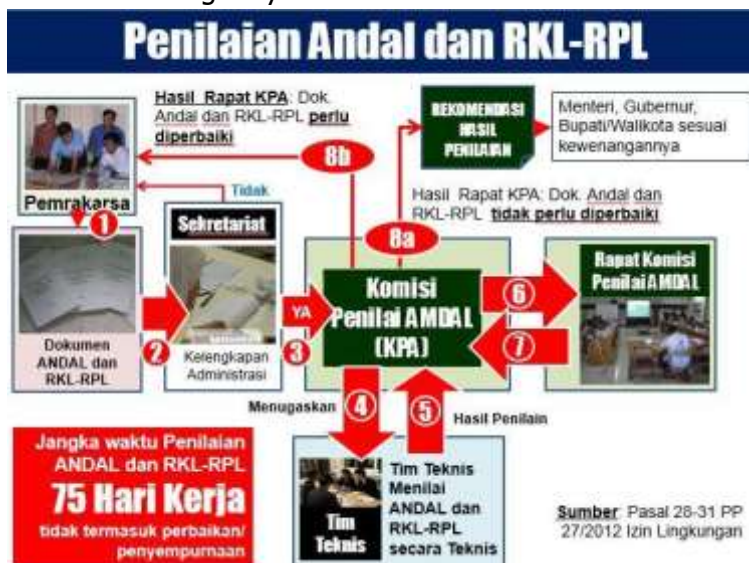 Penilaian Andal dan RKL-RPL
Hasil Rapat KPA: Dok.
Andal dan RKL-RPL perlu
diperbaiki
8b
REKOMENDASI
HASIL
PENILAIAN
Menteri, Gubernur,
Bupati/Walikota sesuai
kewenangannya
Pemrakarsa
1
Tidak
Hasil Rapat KPA: Dok. Andal dan
RKL-RPL tidak perlu diperbaiki
8a
Sekretariat
Dokumen
ANDAL dan
RKL-RPL
2
Kelengkapan
Administrasi
YA
3
Komisi
Penilai AMDAL
(KPA)
6
7
Rapat Komisi
Penilai AMDAL
Menugaskan
4
5
Hasil Penilain
Jangka waktu Penilaian
ANDAL dan RKL-RPL
75 Hari Kerja
tidak termasuk perbaikan/
penyempurnaan
Tim
Teknis
Tim Teknis
Menilai
ANDAL dan
RKL-RPL
secara Teknis
Sumber: Pasal 28-31 PP
27/2012 Izin Lingkungan